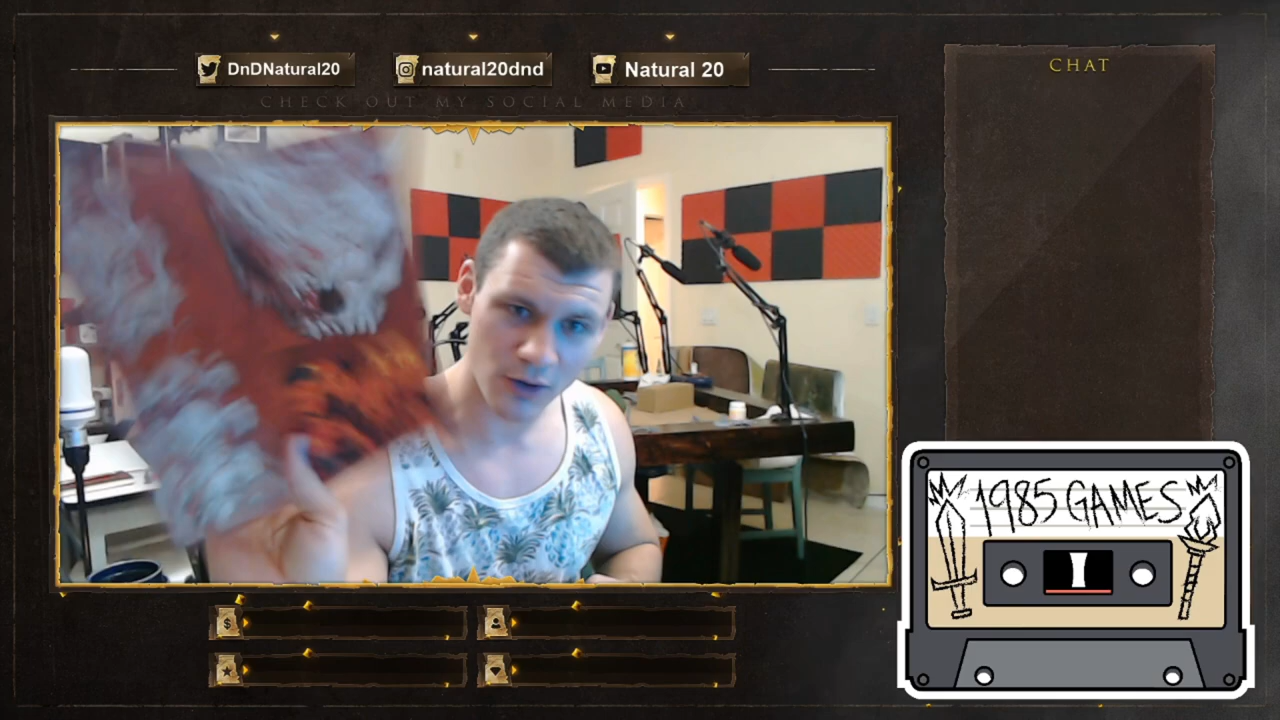 DnDNatural20
natural20dnd
Natural 20
CHECK OUT MY SOCIAL MEDIA
CHAT
1985 GAMES